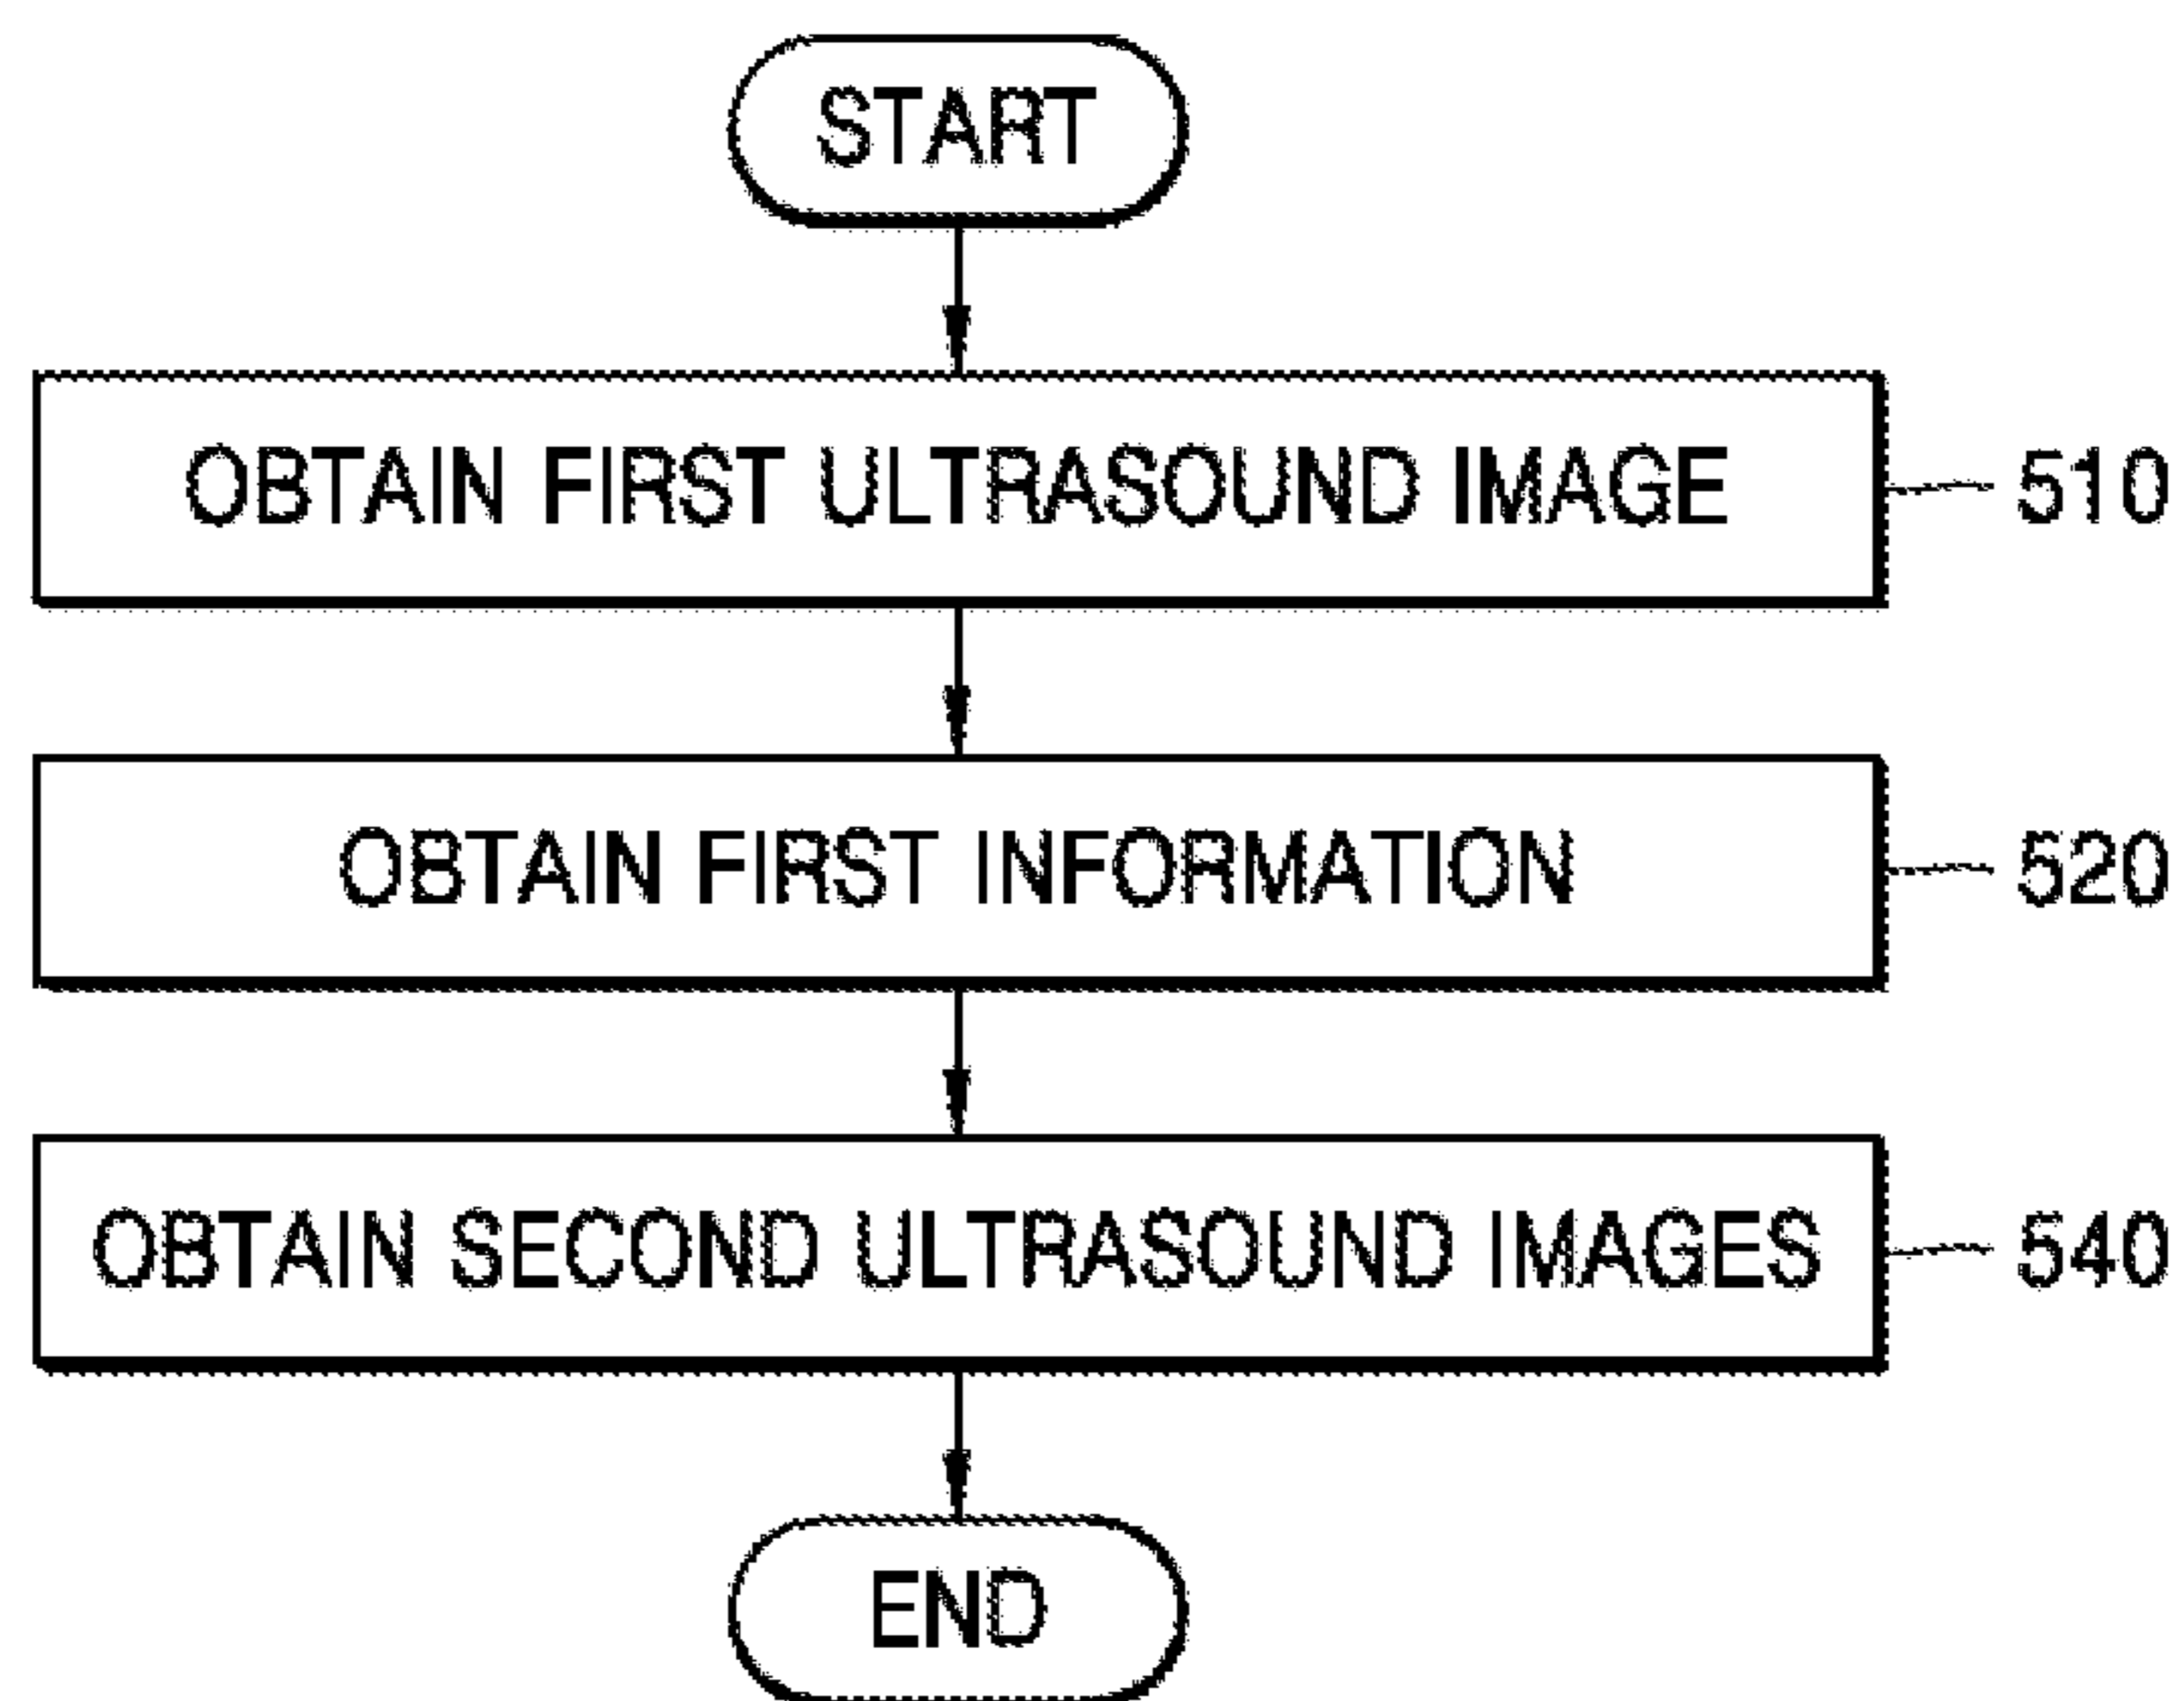 START
OBTAIN FIRST ULTRASOUND IMAGE
510
OBTAIN FIRST INFORMATION
520
OBTAIN SECOND ULTRASOUND IMAGES
540
END